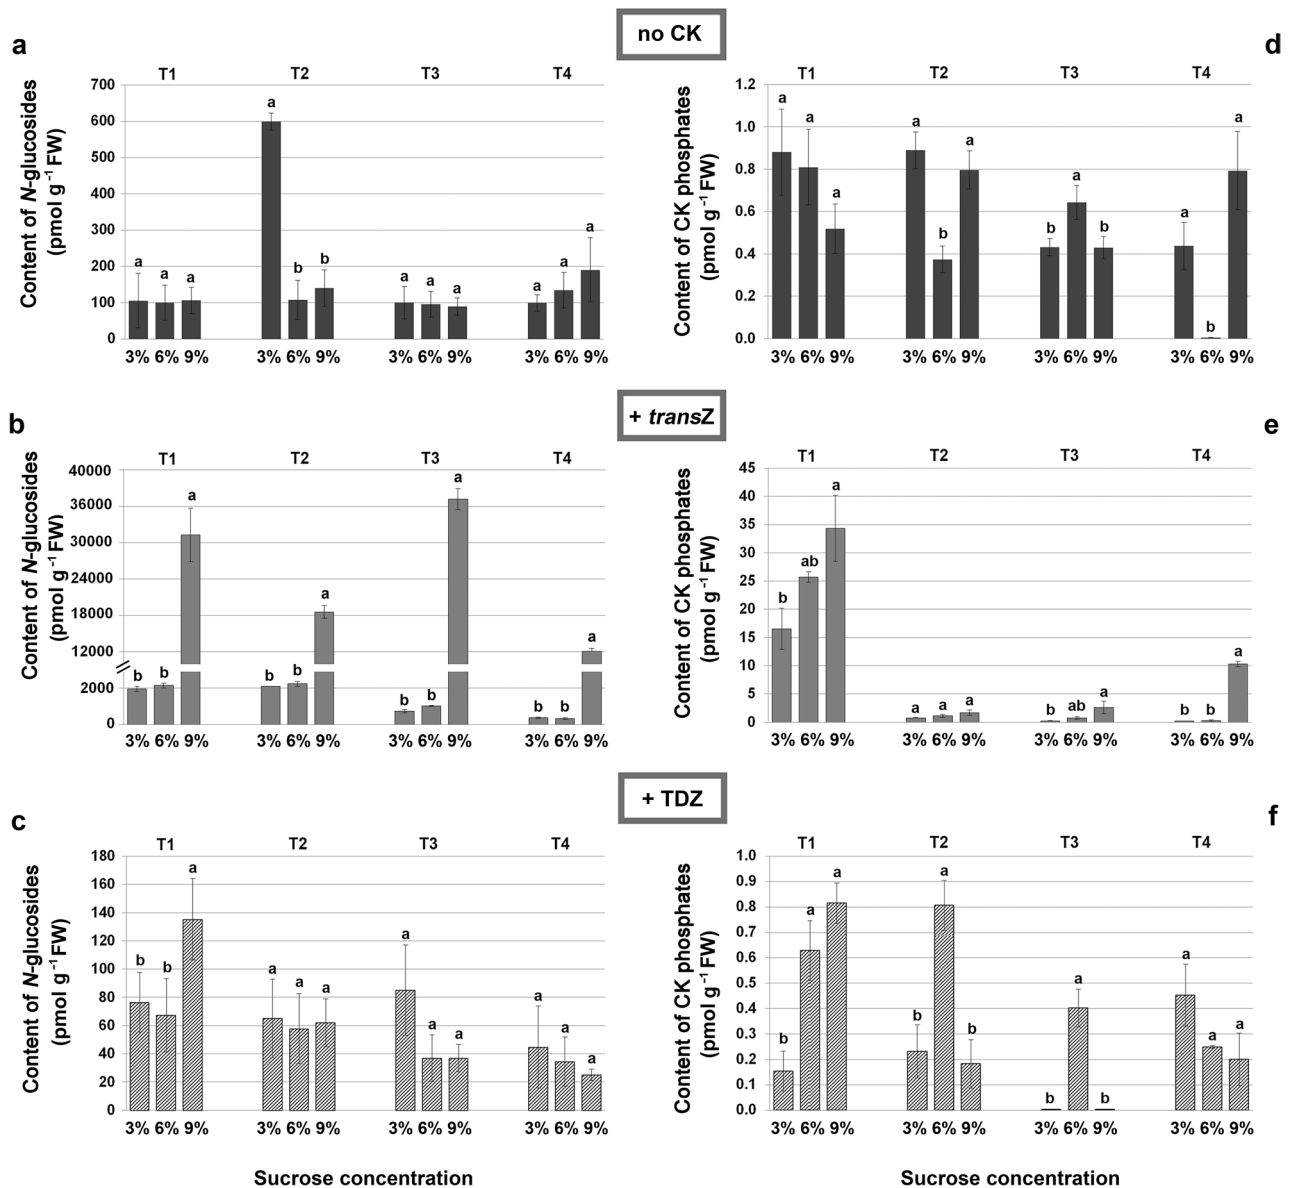 no CK
a
T1 T2 T3 T4
Content of N-glucosides
(pmol g⁻¹ FW)
700
600
500
400
300
200
100
0
a a a
a b b
a a a
a a a
3% 6% 9% 3% 6% 9% 3% 6% 9% 3% 6% 9%
d
T1 T2 T3 T4
Content of CK phosphates
(pmol g⁻¹ FW)
1.2
1.0
0.8
0.6
0.4
0.2
0.0
a a a
a b a
b a b
a b a
3% 6% 9% 3% 6% 9% 3% 6% 9% 3% 6% 9%
+ transZ
b
T1 T2 T3 T4
Content of N-glucosides
(pmol g⁻¹ FW)
40000
36000
30000
24000
18000
12000
2000
0
b b a
b b a
b b a
b b a
3% 6% 9% 3% 6% 9% 3% 6% 9% 3% 6% 9%
e
T1 T2 T3 T4
Content of CK phosphates
(pmol g⁻¹ FW)
45
40
35
30
25
20
15
10
5
0
b ab a
a a a
b ab a
b b a
3% 6% 9% 3% 6% 9% 3% 6% 9% 3% 6% 9%
+ TDZ
c
T1 T2 T3 T4
Content of N-glucosides
(pmol g⁻¹ FW)
180
160
140
120
100
80
60
40
20
0
b b a
a a a
a a a
a a a
3% 6% 9% 3% 6% 9% 3% 6% 9% 3% 6% 9%
Sucrose concentration
f
T1 T2 T3 T4
Content of CK phosphates
(pmol g⁻¹ FW)
1.0
0.9
0.8
0.7
0.6
0.5
0.4
0.3
0.2
0.1
0.0
b a a
b a b
b a b
a a a
3% 6% 9% 3% 6% 9% 3% 6% 9% 3% 6% 9%
Sucrose concentration